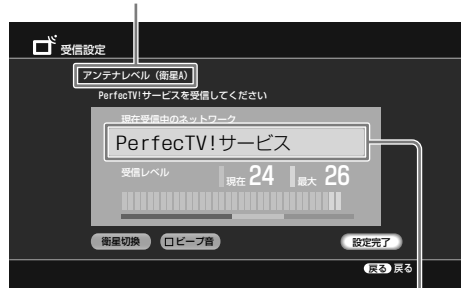 受信設定
アンテナレベル（衛星A）
PerfecTV!サービスを受信してください
現在受信中のネットワーク
PerfecTV!サービス
受信レベル 現在 24 最大 26
衛星切換 ロビープ音 設定完了
戻る 戻る